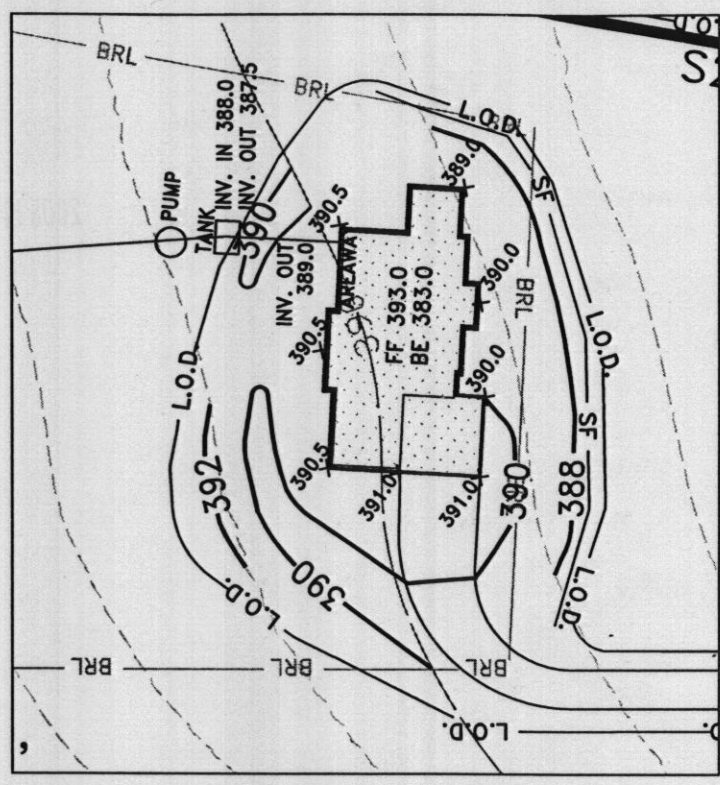 BRL
BRL
BRL
L.O.D.
PUMP
TANK
INV. IN 388.0
INV. OUT 387.5
390
390.5
389.0
SF
INV. OUT
389.0
AREAWA
390.0
BRL
FF 393.0
BE 383.0
390.5
L.O.D.
L.O.D.
390.0
392
390.5
391.0
391.0
390
388
SF
390
L.O.D.
L.O.D.
BRL
BRL
BRL
L.O.D.